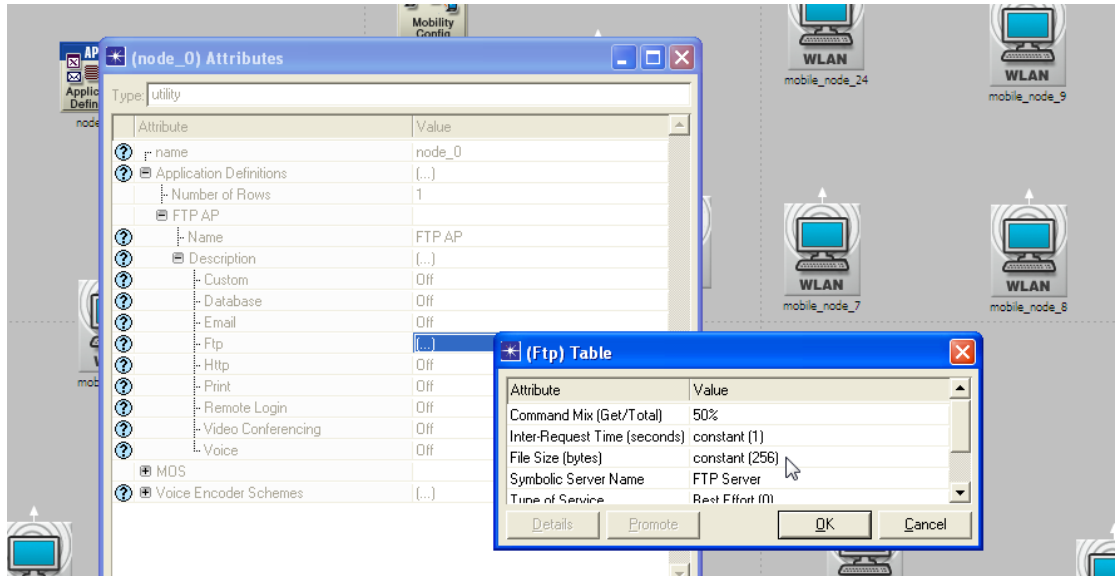 Mobility
Config
AP
Applic
Defin
node
WLAN
mobile_node_24
WLAN
mobile_node_9
(node_0) Attributes
Type: utility
Attribute Value
name node_0
Application Definitions (...)
Number of Rows 1
FTP AP
Name FTP AP
Description (...)
Custom Off
Database Off
Email Off
Ftp (...)
Http Off
Print Off
Remote Login Off
Video Conferencing Off
Voice Off
MOS
Voice Encoder Schemes (...)
WLAN
mobile_node_7
WLAN
mobile_node_8
mob
(Ftp) Table
Attribute Value
Command Mix (Get/Total) 50%
Inter-Request Time (seconds) constant (1)
File Size (bytes) constant (256)
Symbolic Server Name FTP Server
Type of Service Best Effort (0)
Details Promote OK Cancel